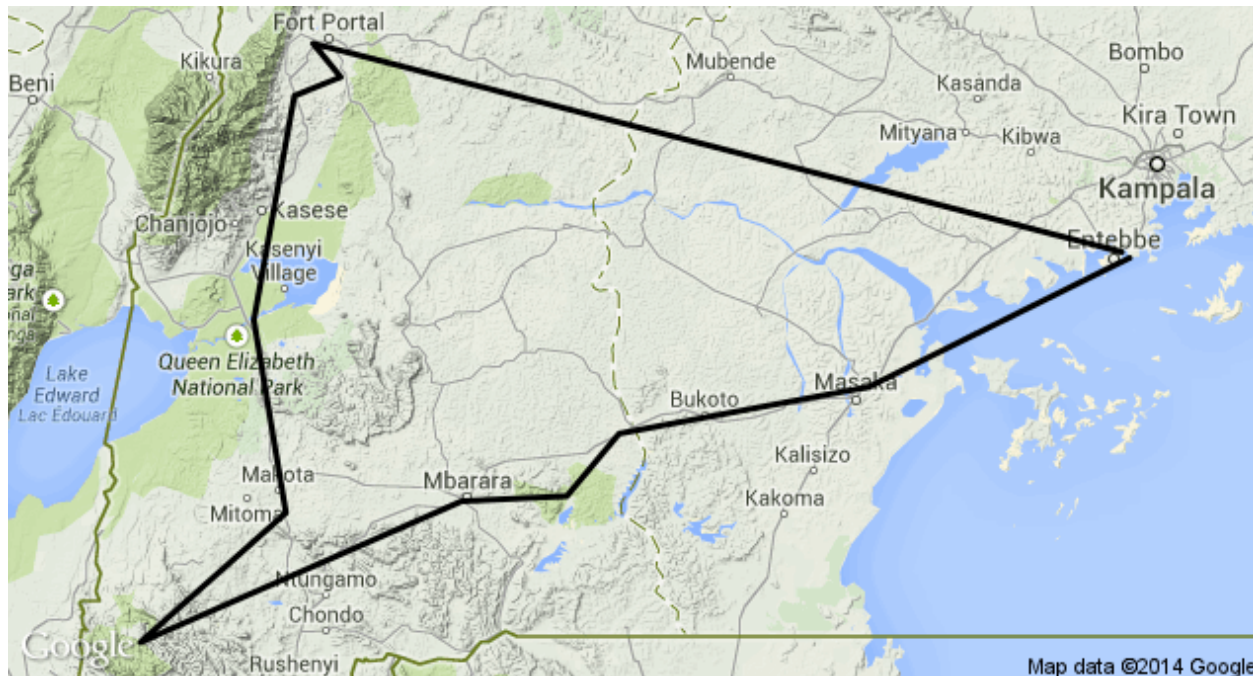 Fort Portal
Kikura
Beni
Mubende
Bombo
Kasanda
Kira Town
Mityana
Kibwa
Kampala
Kasese
Chanjojo
Entebbe
Kasenyi
Village
Queen Elizabeth
National Park
Lake
Edward
Lac Édouard
Masaka
Bukoto
Kalisizo
Mbarara
Kakoma
Mitoma
Ntungamo
Chondo
Google
Rushenyi
Map data ©2014 Google